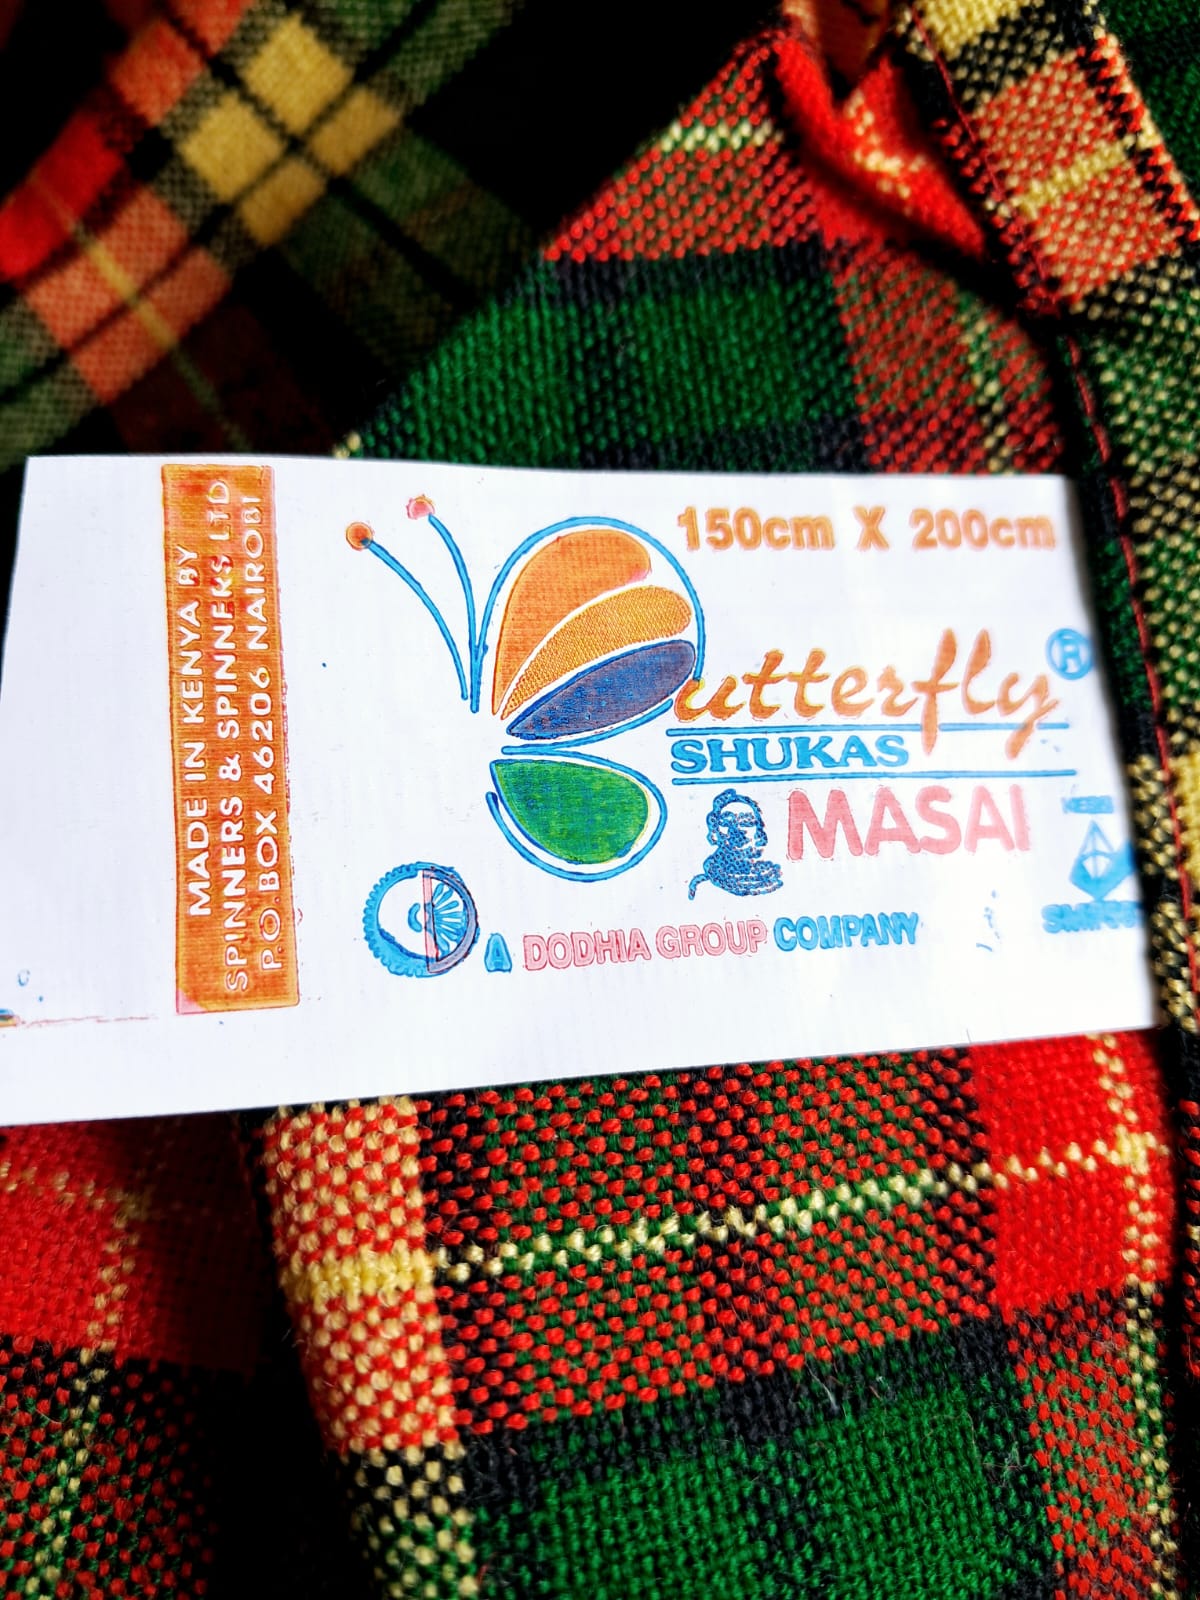 MADE IN KENYA BY
SPINNERS & SPINNERS LTD
P.O. BOX 46206 NAIROBI
150cm X 200cm
Butterfly ®
SHUKAS
MASAI
A DODHIA GROUP COMPANY